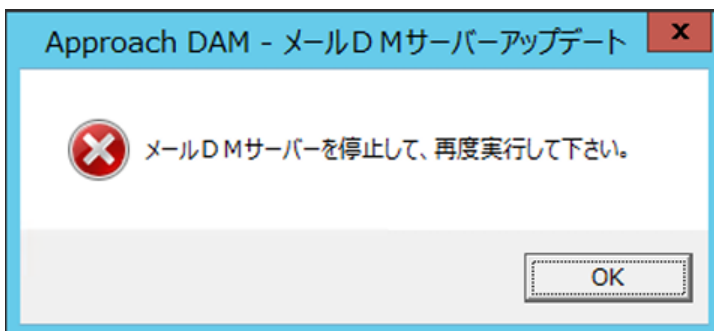 Approach DAM - メールＤＭサーバーアップデート
メールＤＭサーバーを停止して、再度実行して下さい。
OK